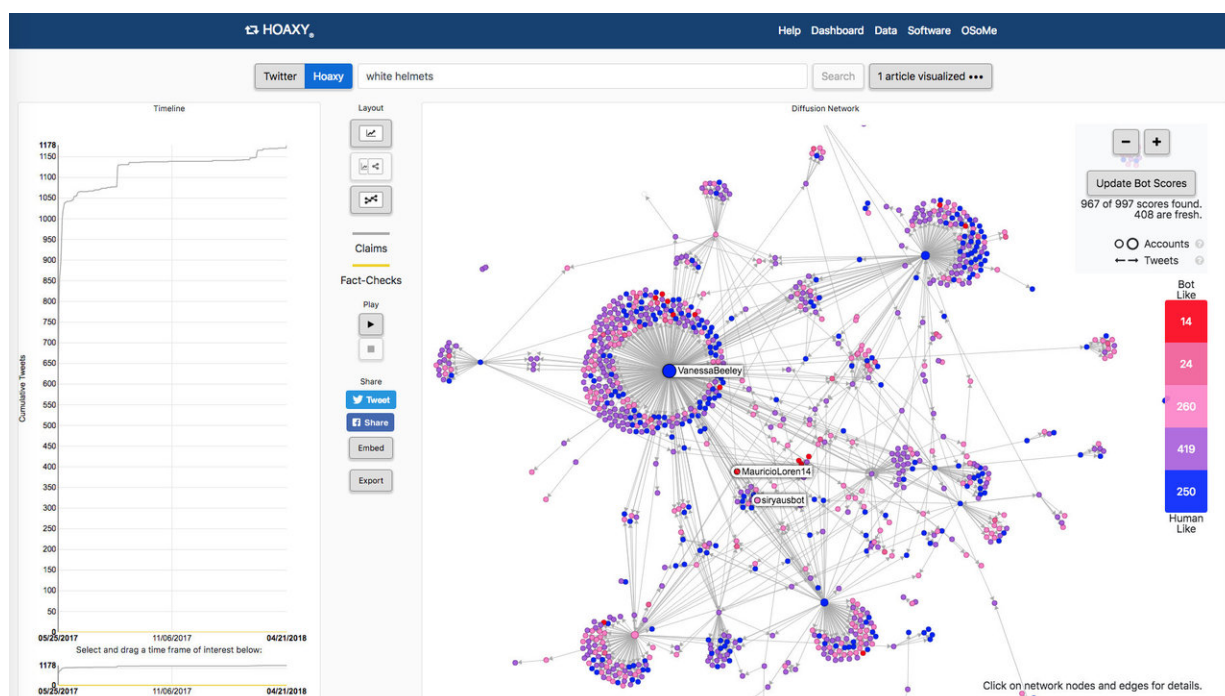 HOAXY®
Help Dashboard Data Software OSoMe
Twitter Hoaxy white helmets Search 1 article visualized •••
Timeline
1178
1150
1100
1050
1000
950
900
850
800
750
700
650
600
550
500
450
400
350
300
250
200
150
100
50
0
Cumulative Tweets
05/25/2017 11/06/2017 04/21/2018
Select and drag a time frame of interest below:
1178
0
05/25/2017 11/06/2017 04/21/2018
Layout
Claims
Fact-Checks
Play
Share
Tweet
Share
Embed
Export
Diffusion Network
VanessaBeeley
MauricioLoren14
siryausbot
− +
Update Bot Scores
967 of 997 scores found.
408 are fresh.
Accounts ?
Tweets ?
Bot
Like
14
24
260
419
250
Human
Like
Click on network nodes and edges for details.